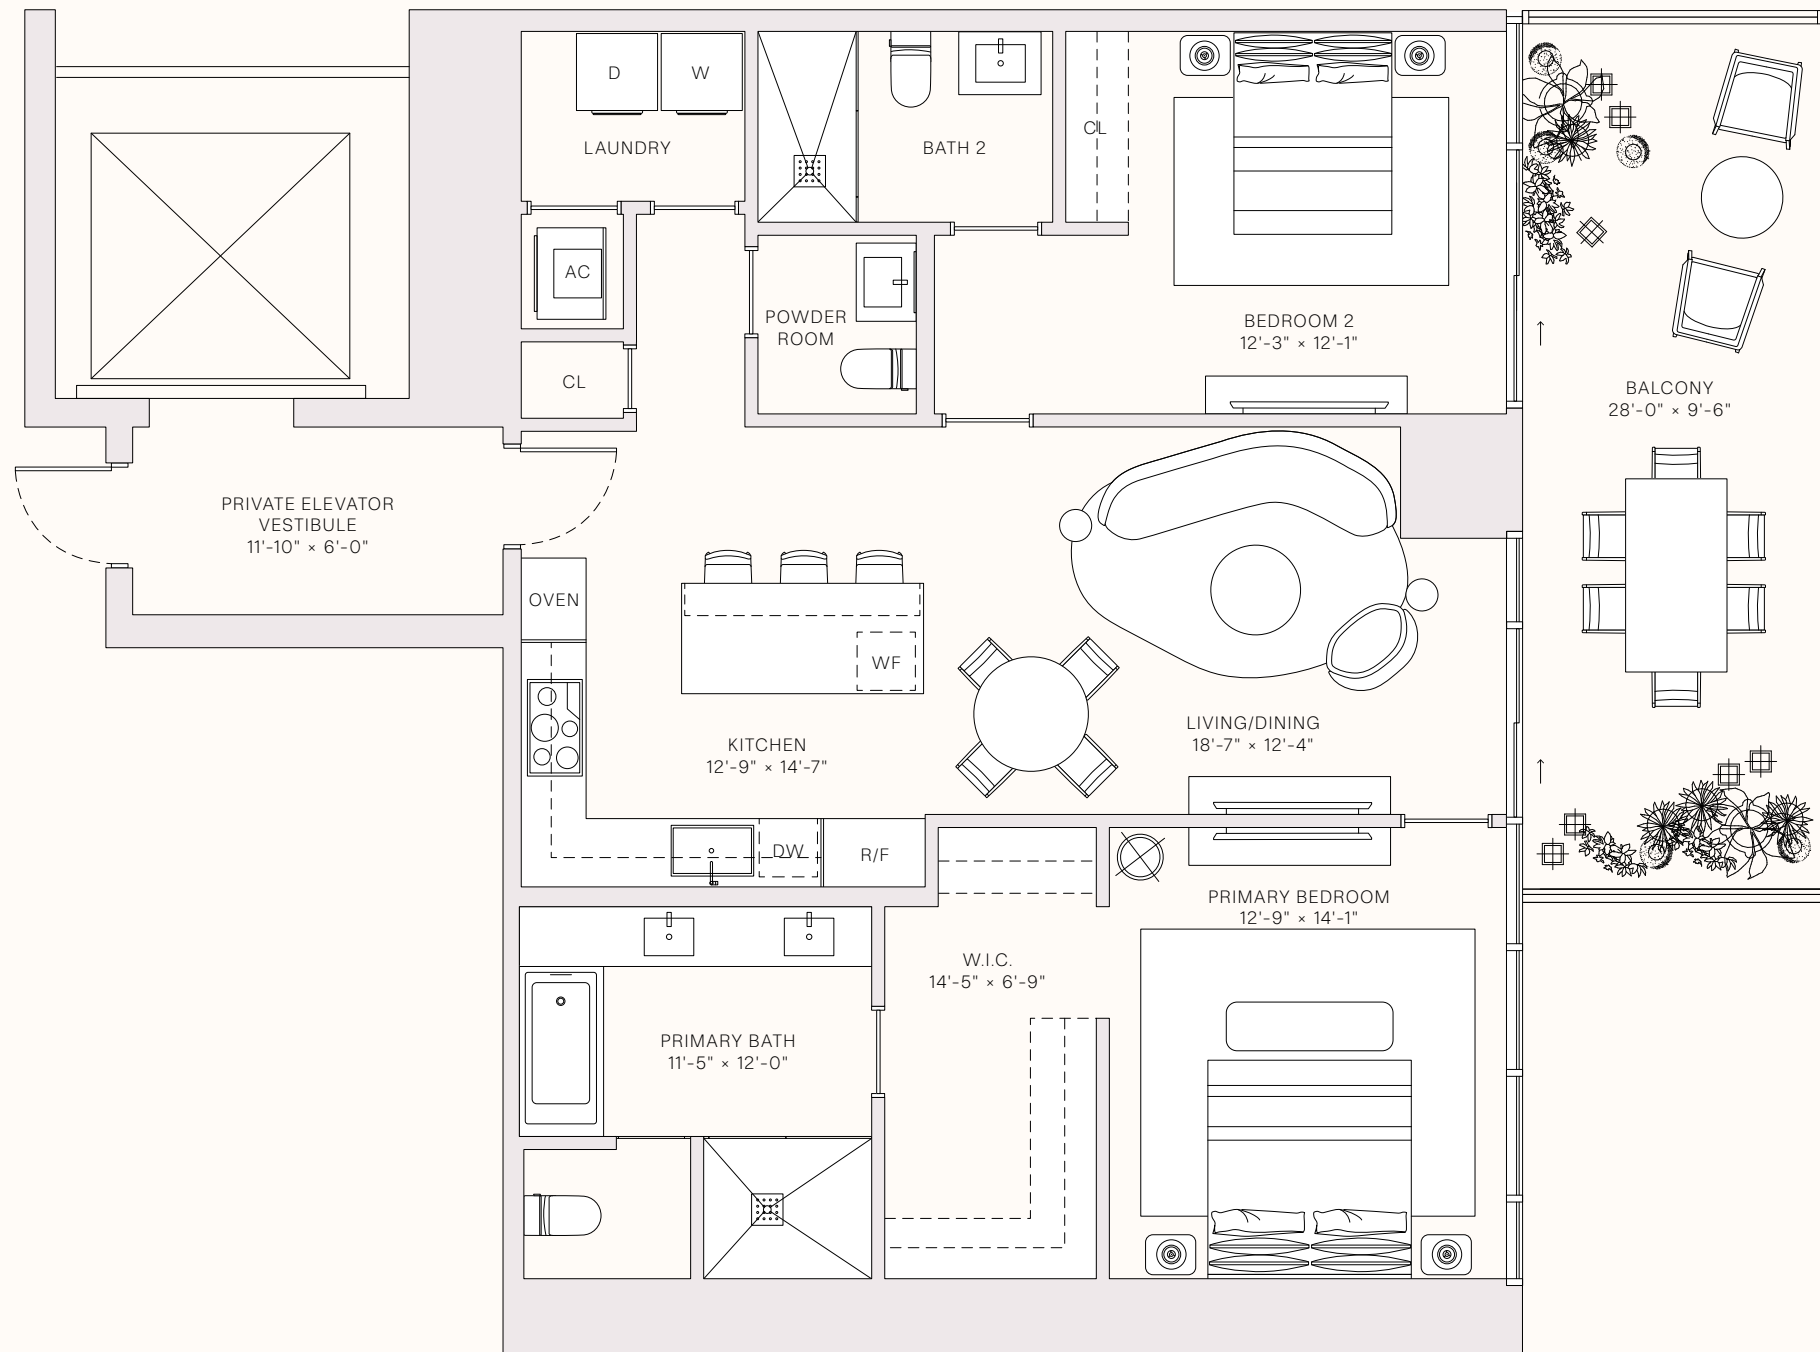 D
W
LAUNDRY
BATH 2
CL
AC
CL
POWDER
ROOM
BEDROOM 2
12'-3" × 12'-1"
BALCONY
28'-0" × 9'-6"
PRIVATE ELEVATOR
VESTIBULE
11'-10" × 6'-0"
OVEN
WF
KITCHEN
12'-9" × 14'-7"
LIVING/DINING
18'-7" × 12'-4"
DW
R/F
PRIMARY BEDROOM
12'-9" × 14'-1"
W.I.C.
14'-5" × 6'-9"
PRIMARY BATH
11'-5" × 12'-0"